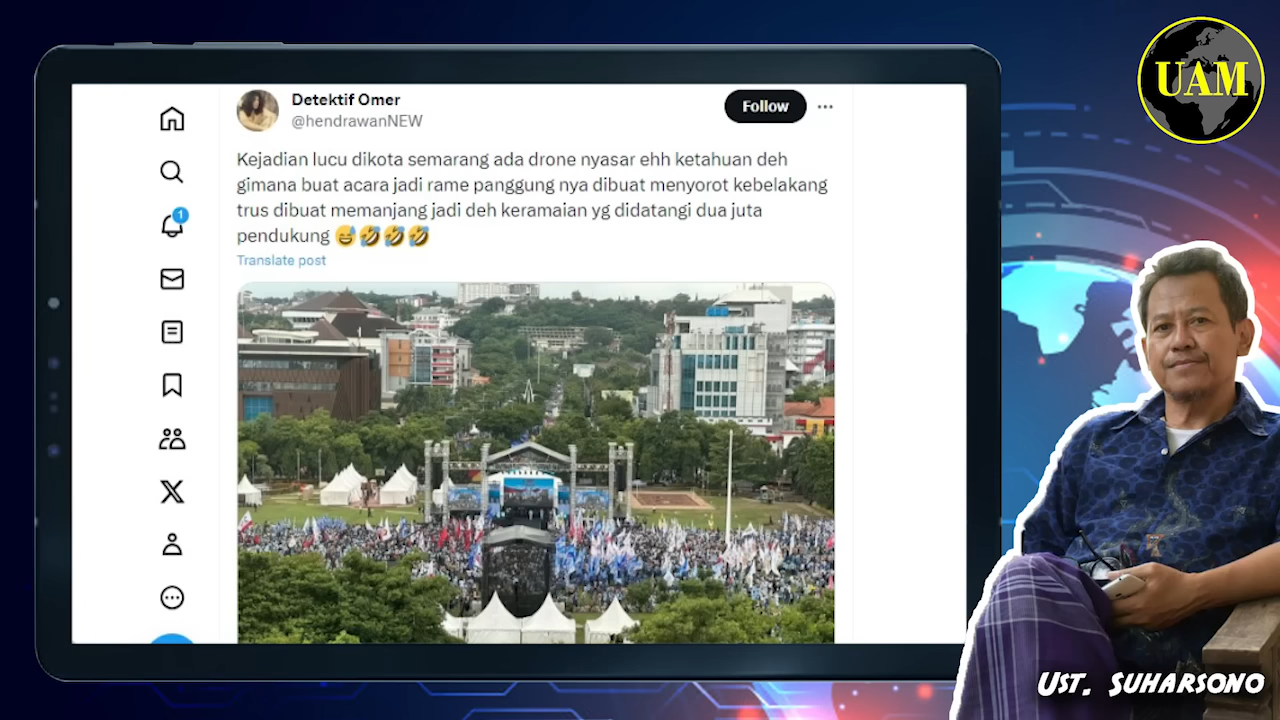 Detektif Omer
@hendrawanNEW
Follow
Kejadian lucu dikota semarang ada drone nyasar ehh ketahuan deh
gimana buat acara jadi rame panggung nya dibuat menyorot kebelakang
trus dibuat memanjang jadi deh keramaian yg didatangi dua juta
pendukung 😅🤣🤣🤣
Translate post
1
UAM
UST. SUHARSONO